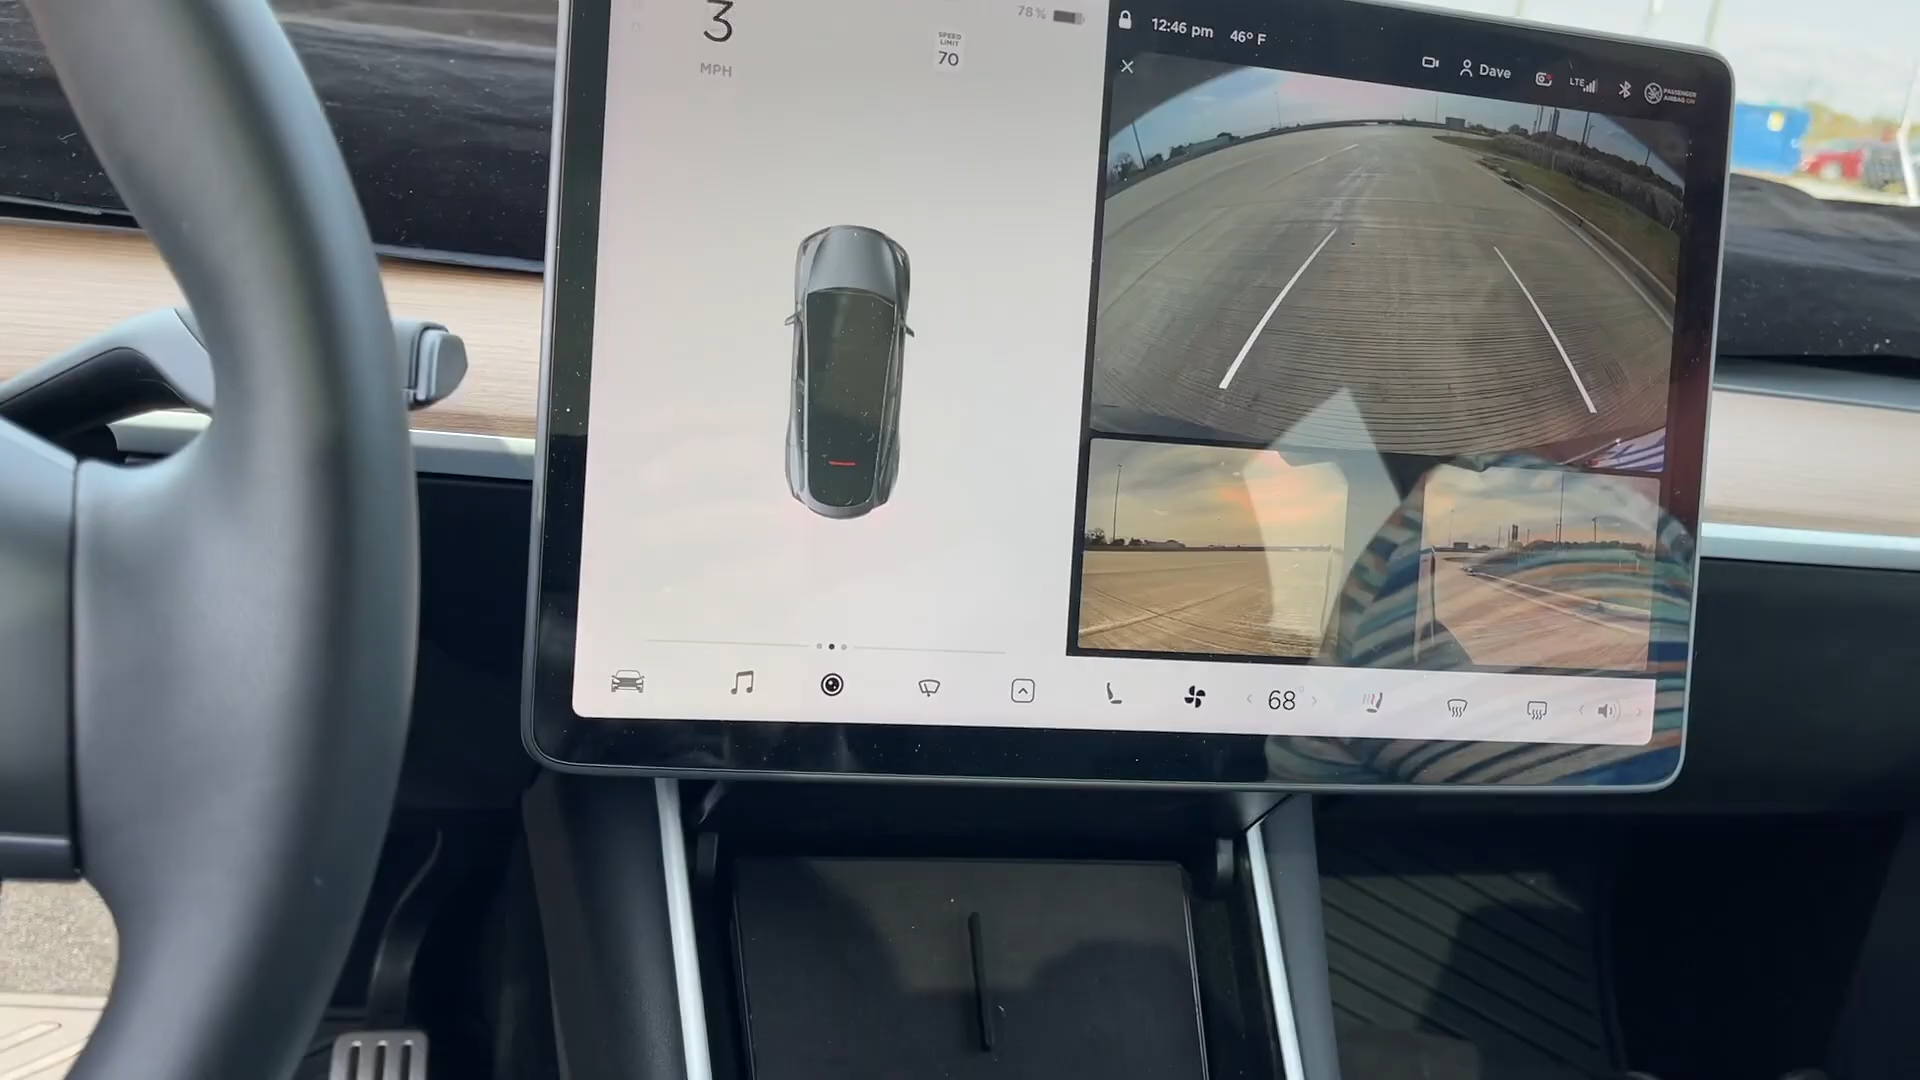 3
MPH
78%
SPEED
LIMIT
70
12:46 pm 46° F
Dave
LTE
PASSENGER
AIRBAG ON
68